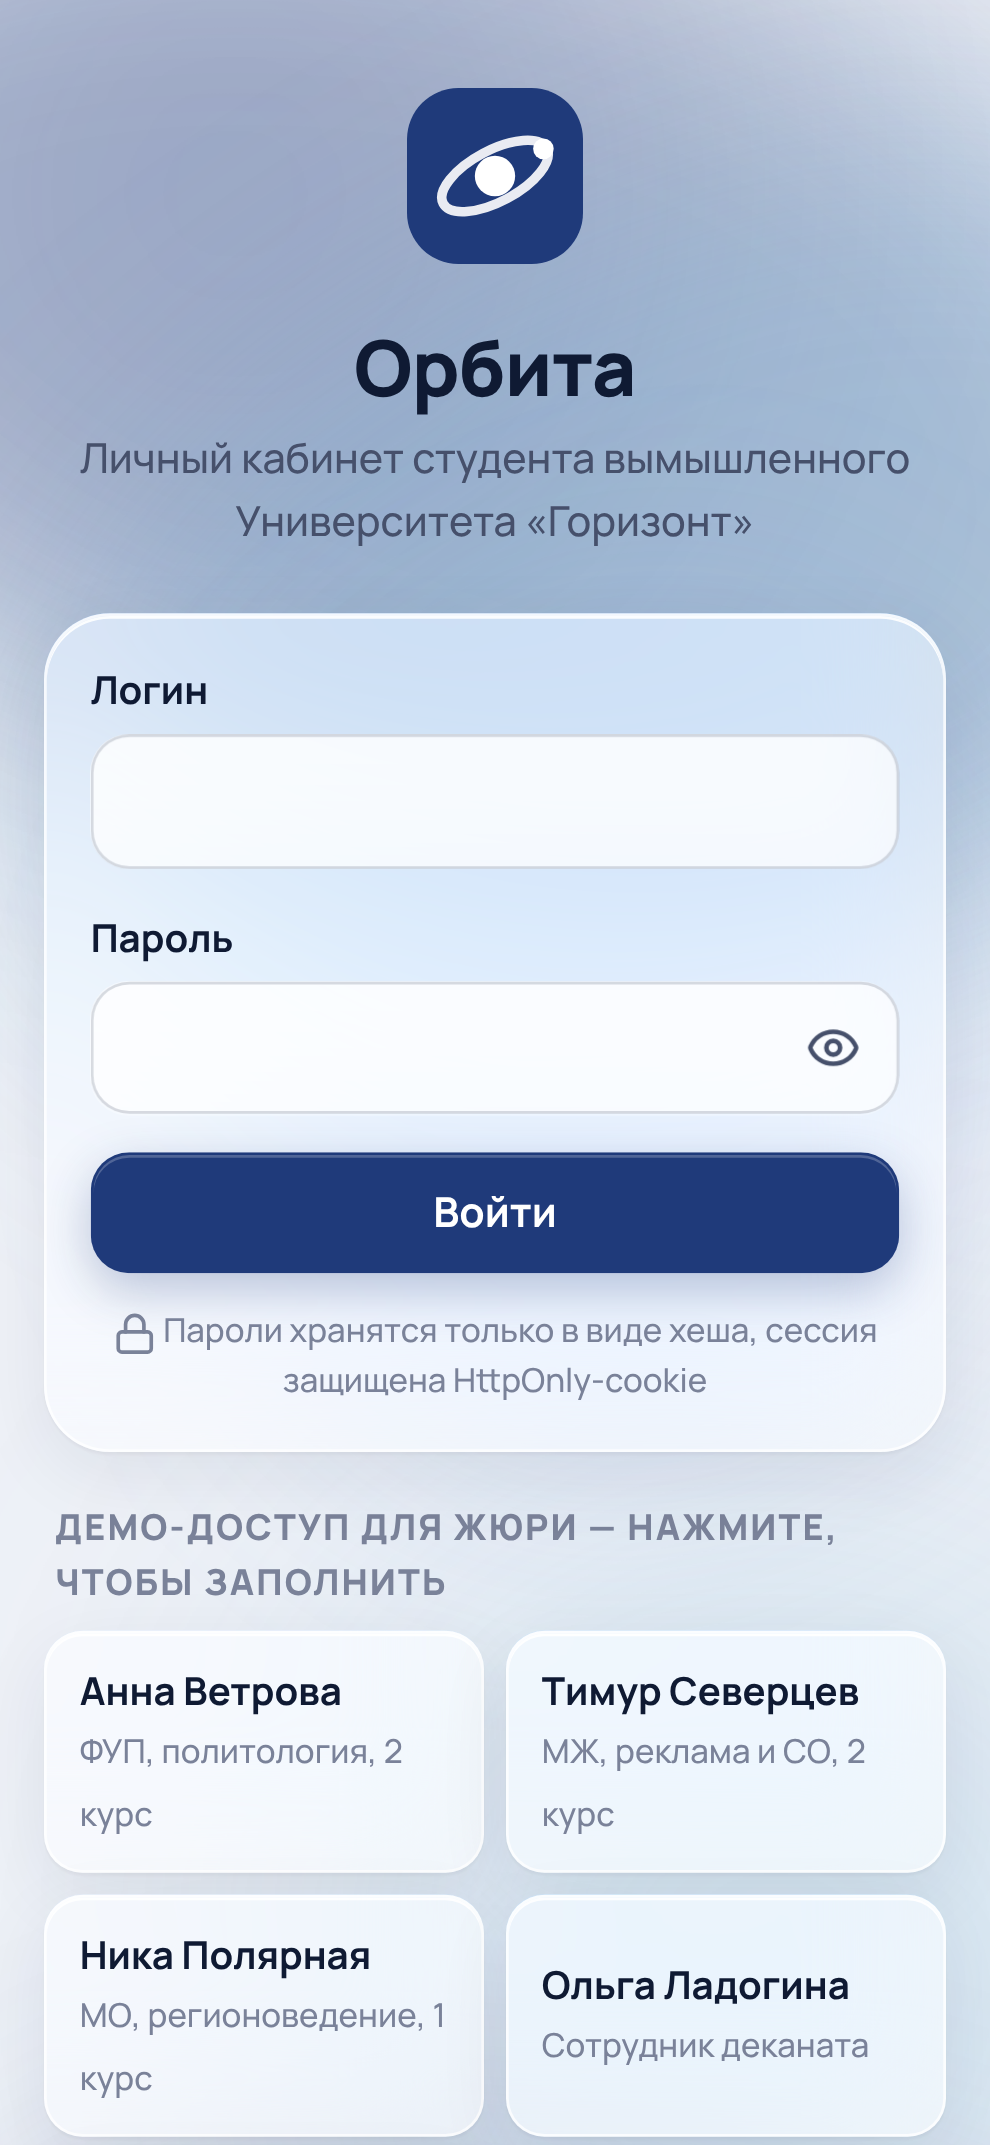 Орбита
Личный кабинет студента вымышленного
Университета «Горизонт»
Логин
Пароль
Войти
Пароли хранятся только в виде хеша, сессия
защищена HttpOnly-cookie
ДЕМО-ДОСТУП ДЛЯ ЖЮРИ — НАЖМИТЕ,
ЧТОБЫ ЗАПОЛНИТЬ
Анна Ветрова
ФУП, политология, 2
курс
Тимур Северцев
МЖ, реклама и СО, 2
курс
Ника Полярная
МО, регионоведение, 1
курс
Ольга Ладогина
Сотрудник деканата